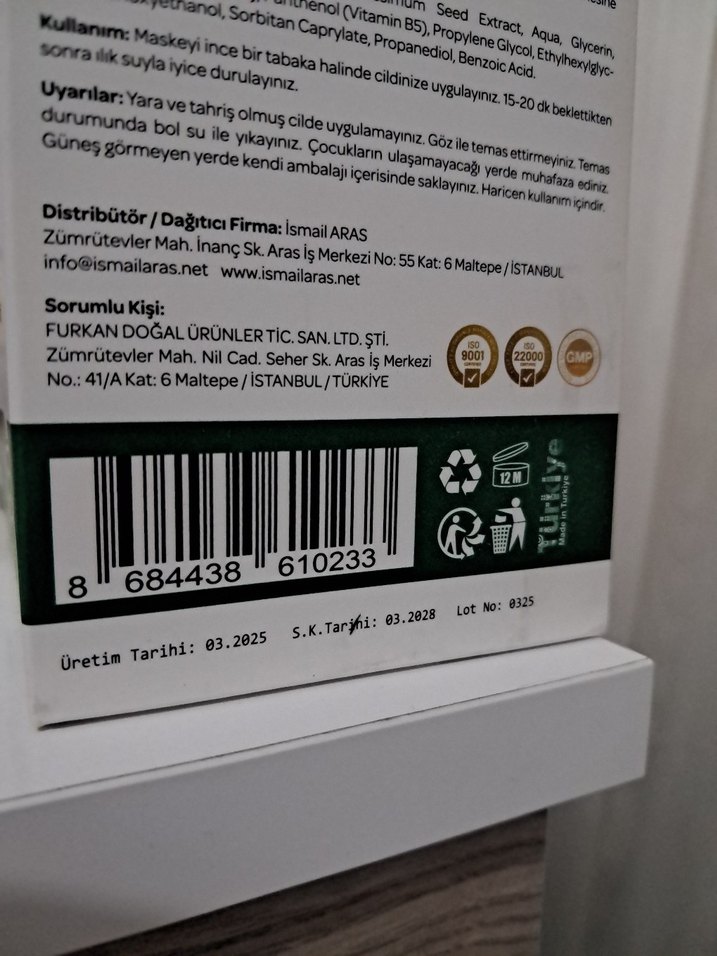 Seed Extract, Aqua, Glycerin,
(Vitamin B5), Propylene Glycol, Ethylhexylglyc-
Sorbitan Caprylate, Propanediol, Benzoic Acid.
Kullanım: Maskeyi ince bir tabaka halinde cildinize uygulayınız. 15-20 dk beklettikten
sonra ılık suyla iyice durulayınız.
Uyarılar: Yara ve tahriş olmuş cilde uygulamayınız. Göz ile temas ettirmeyiniz. Temas
durumunda bol su ile yıkayınız. Çocukların ulaşamayacağı yerde muhafaza ediniz.
Güneş görmeyen yerde kendi ambalajı içerisinde saklayınız. Haricen kullanım içindir.
Distribütör / Dağıtıcı Firma: İsmail ARAS
Zümrütevler Mah. İnanç Sk. Aras İş Merkezi No: 55 Kat: 6 Maltepe / İSTANBUL
info@ismailaras.net www.ismailaras.net
Sorumlu Kişi:
FURKAN DOĞAL ÜRÜNLER TİC. SAN. LTD. ŞTİ.
Zümrütevler Mah. Nil Cad. Seher Sk. Aras İş Merkezi
No.: 41/A Kat: 6 Maltepe / İSTANBUL / TÜRKİYE
ISO
9001
CERTIFIED
ISO
22000
CERTIFIED
GMP
12 M
Türkiye
Made in Türkiye
8 684438 610233
Üretim Tarihi: 03.2025 S.K.Tarihi: 03.2028 Lot No: 0325